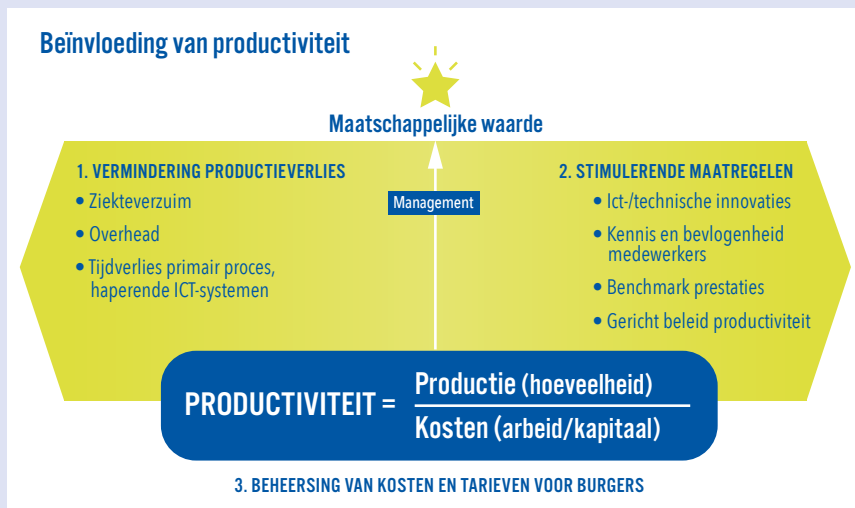 Beïnvloeding van productiviteit
Maatschappelijke waarde
1. VERMINDERING PRODUCTIEVERLIES
• Ziekteverzuim
• Overhead
• Tijdverlies primair proces,
haperende ICT-systemen
Management
2. STIMULERENDE MAATREGELEN
• Ict-/technische innovaties
• Kennis en bevlogenheid
medewerkers
• Benchmark prestaties
• Gericht beleid productiviteit
PRODUCTIVITEIT =
Productie (hoeveelheid)
Kosten (arbeid/kapitaal)
3. BEHEERSING VAN KOSTEN EN TARIEVEN VOOR BURGERS